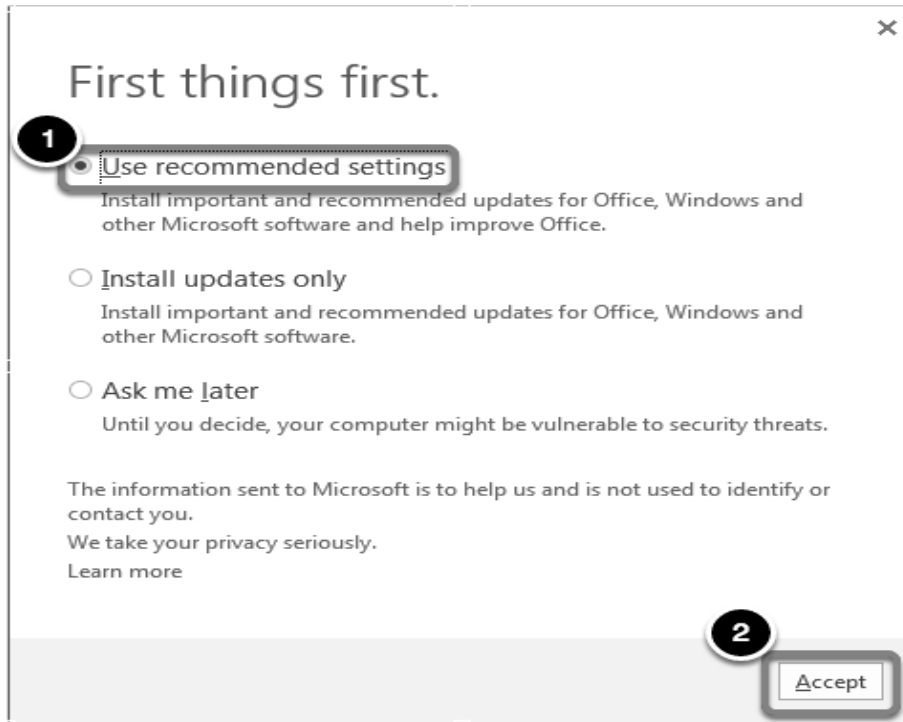 First things first.
1
Use recommended settings
Install important and recommended updates for Office, Windows and
other Microsoft software and help improve Office.
Install updates only
Install important and recommended updates for Office, Windows and
other Microsoft software.
Ask me later
Until you decide, your computer might be vulnerable to security threats.
The information sent to Microsoft is to help us and is not used to identify or
contact you.
We take your privacy seriously.
Learn more
2
Accept